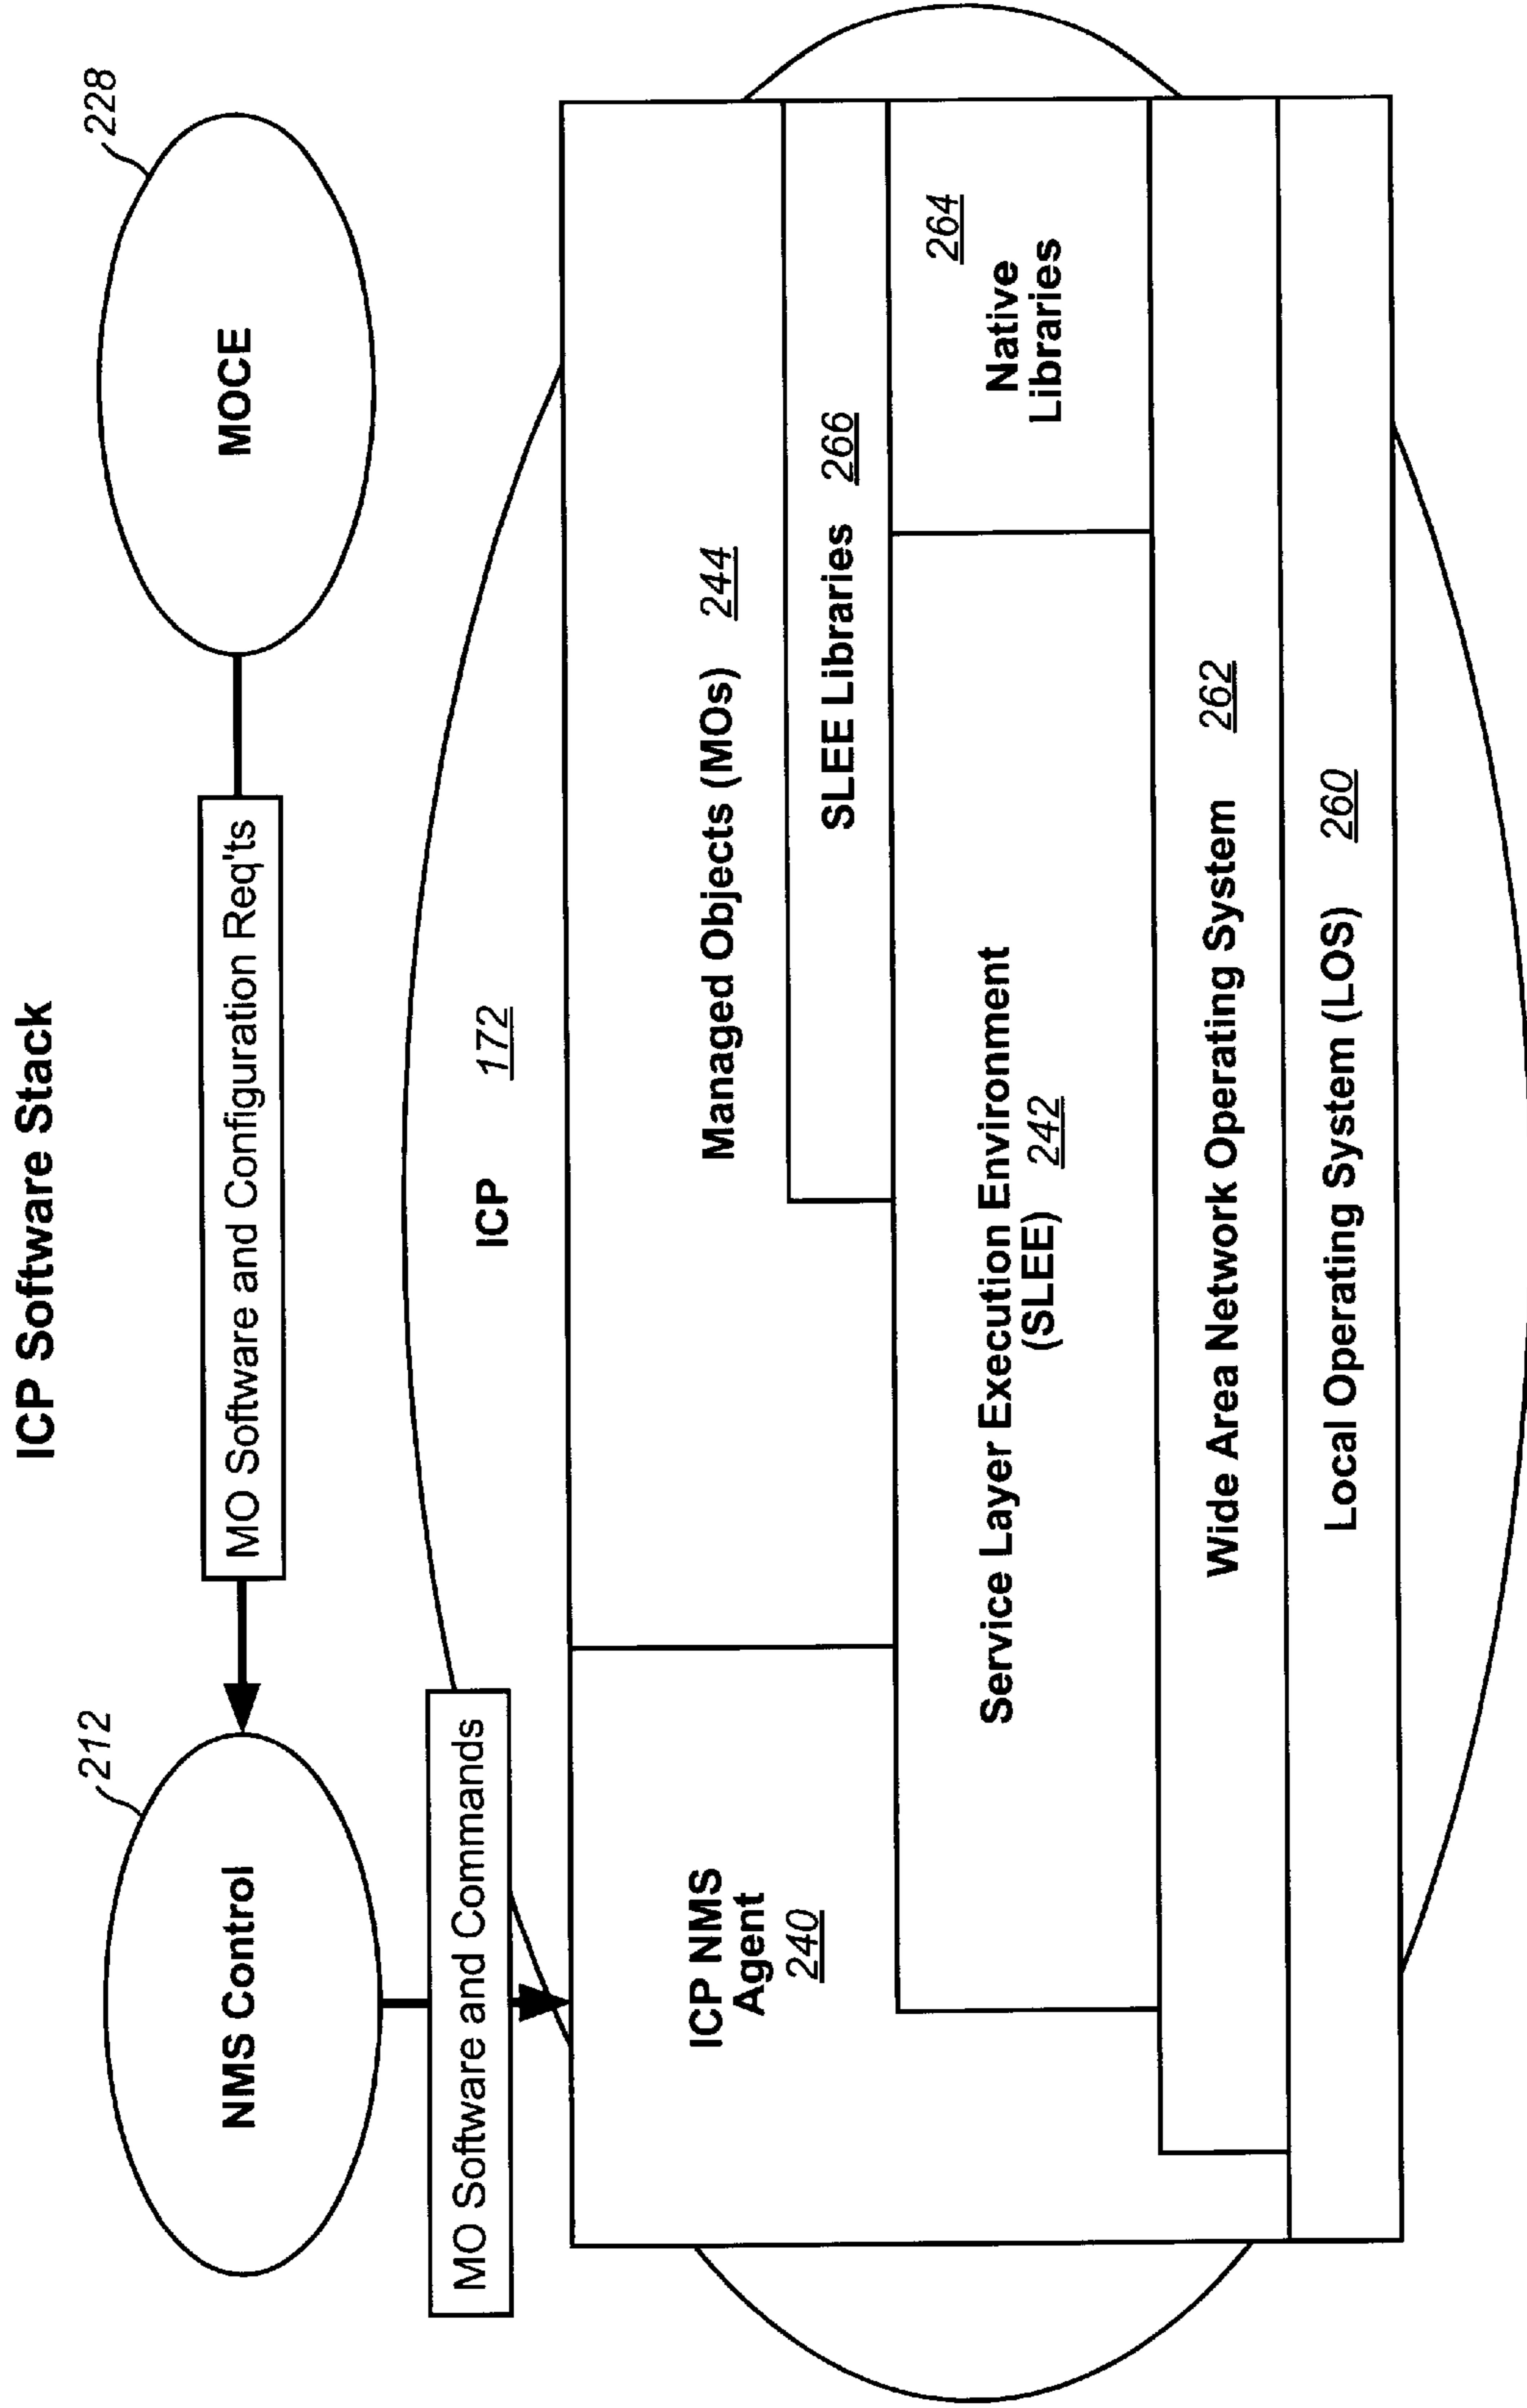 ICP Software Stack
212
228
NMS Control
MO Software and Configuration Req'ts
MOCE
MO Software and Commands
ICP 172
ICP NMS
Agent
240
Managed Objects (MOs) 244
SLEE Libraries 266
Service Layer Execution Environment
(SLEE) 242
264
Native
Libraries
Wide Area Network Operating System 262
Local Operating System (LOS) 260